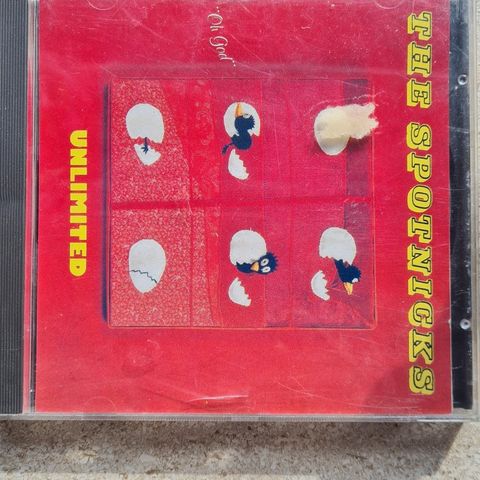 THE SPOTNICKS
"Oh God"
UNLIMITED